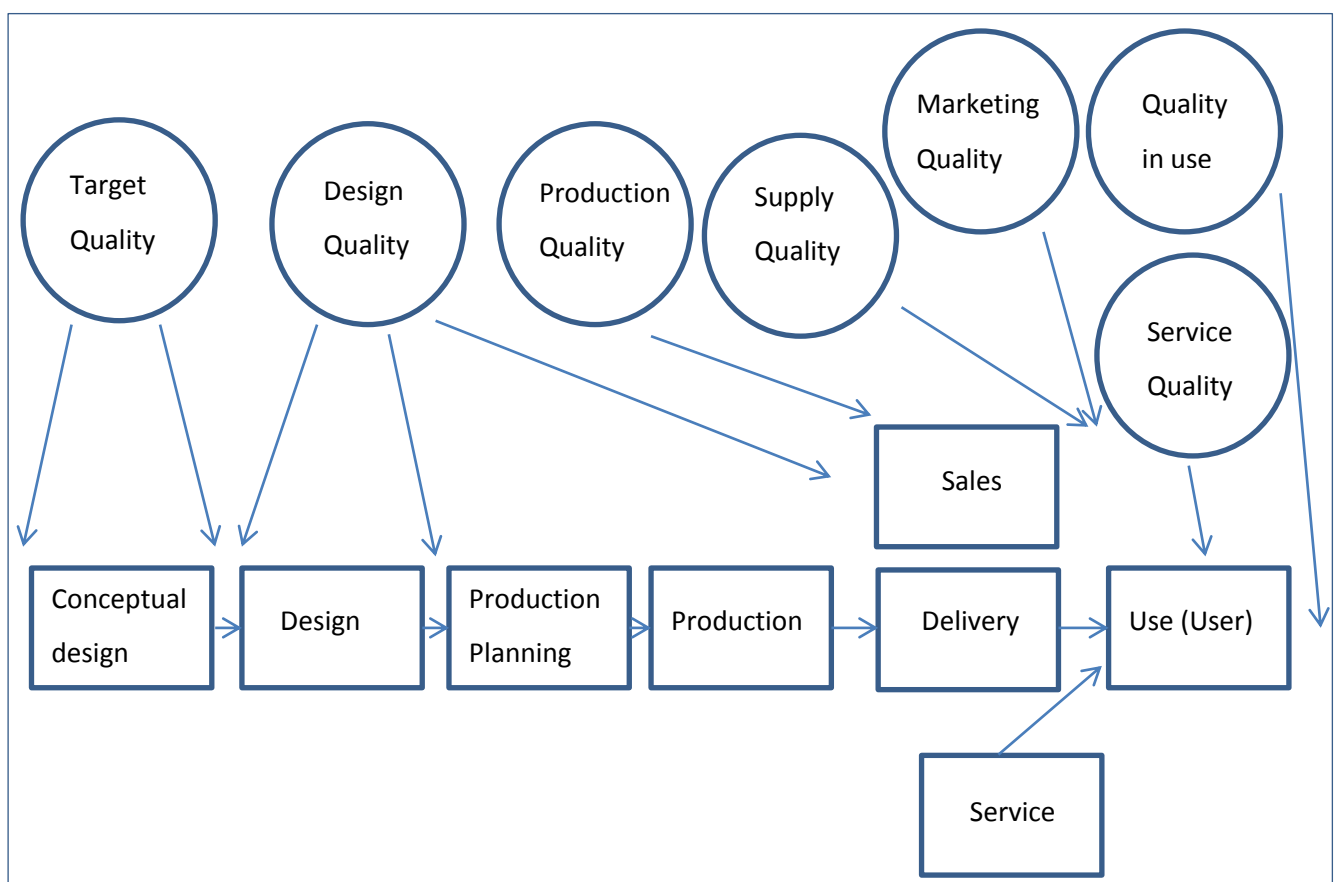 Target
Quality
Design
Quality
Production
Quality
Supply
Quality
Marketing
Quality
Quality
in use
Service
Quality
Sales
Conceptual
design
Design
Production
Planning
Production
Delivery
Use (User)
Service